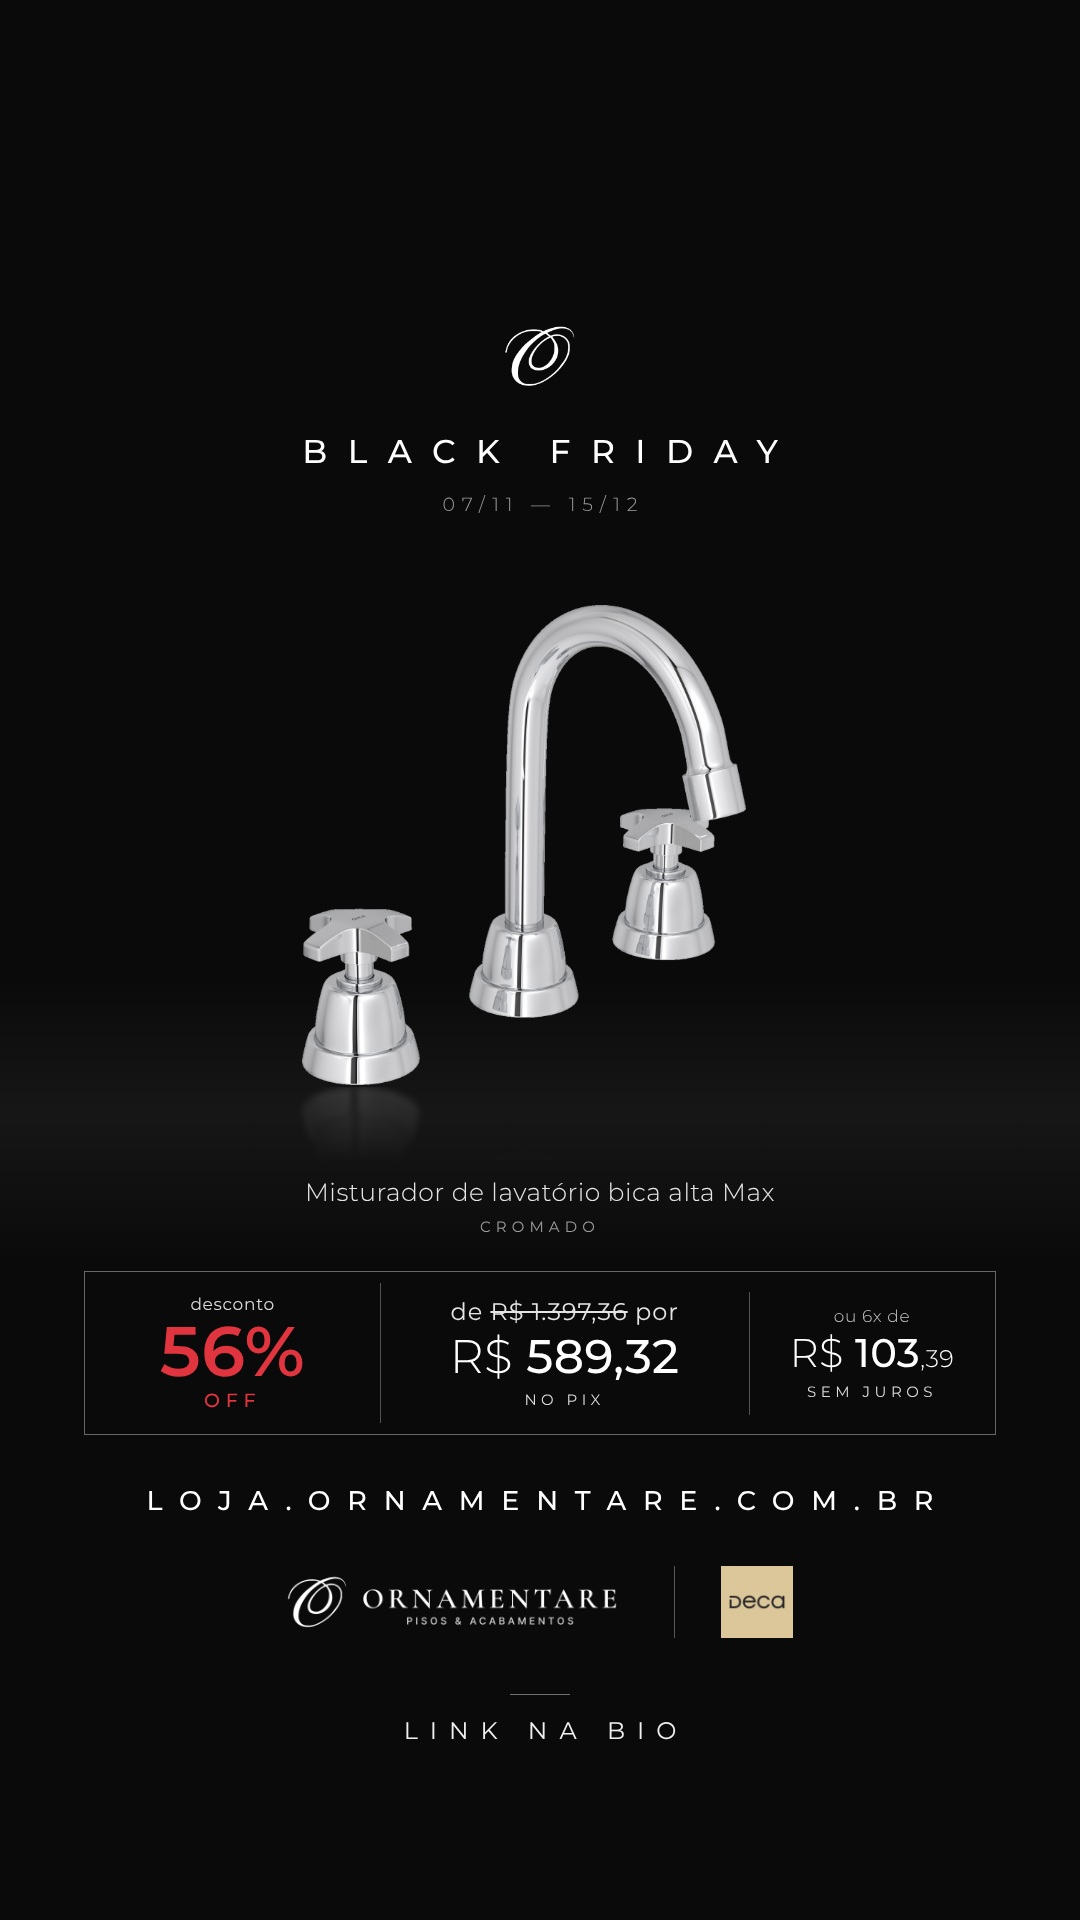 BLACK FRIDAY
07/11 — 15/12
Misturador de lavatório bica alta Max
CROMADO
desconto
56%
OFF
de R$ 1.397,36 por
R$ 589,32
NO PIX
ou 6x de
R$ 103,39
SEM JUROS
LOJA.ORNAMENTARE.COM.BR
ORNAMENTARE
PISOS & ACABAMENTOS
Deca
LINK NA BIO